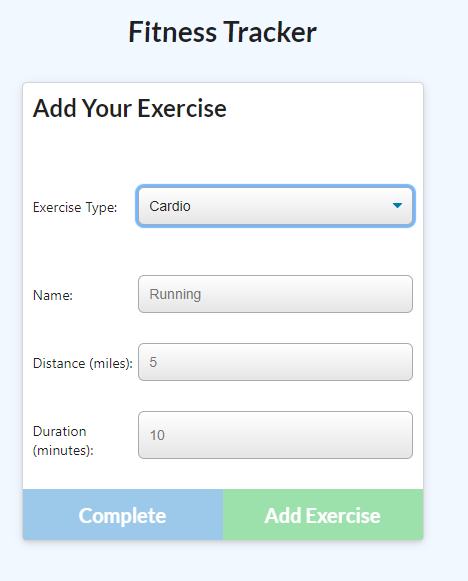 Fitness Tracker
Add Your Exercise
Exercise Type:
Cardio
Name:
Running
Distance (miles):
5
Duration
(minutes):
10
Complete
Add Exercise